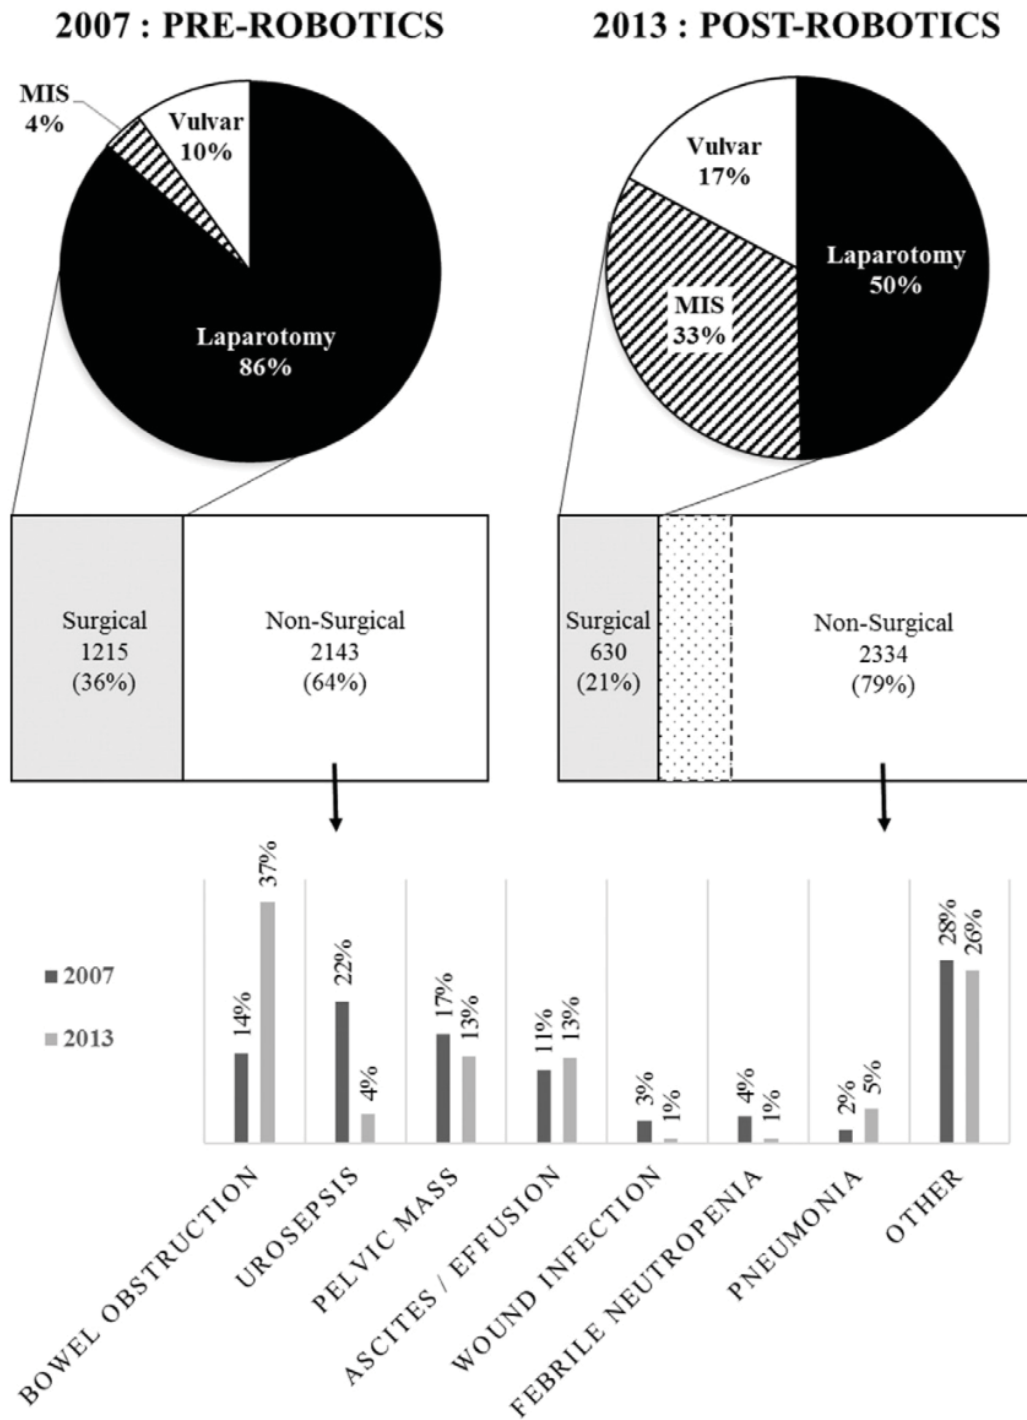 2007 : PRE-ROBOTICS
2013 : POST-ROBOTICS
MIS
4%
Vulvar
10%
Laparotomy
86%
Vulvar
17%
Laparotomy
50%
MIS
33%
Surgical
1215
(36%)
Non-Surgical
2143
(64%)
Surgical
630
(21%)
Non-Surgical
2334
(79%)
2007
2013
14%
37%
22%
4%
17%
13%
11%
13%
3%
1%
4%
1%
2%
5%
28%
26%
BOWEL OBSTRUCTION
UROSEPSIS
PELVIC MASS
ASCITES / EFFUSION
WOUND INFECTION
FEBRILE NEUTROPENIA
PNEUMONIA
OTHER